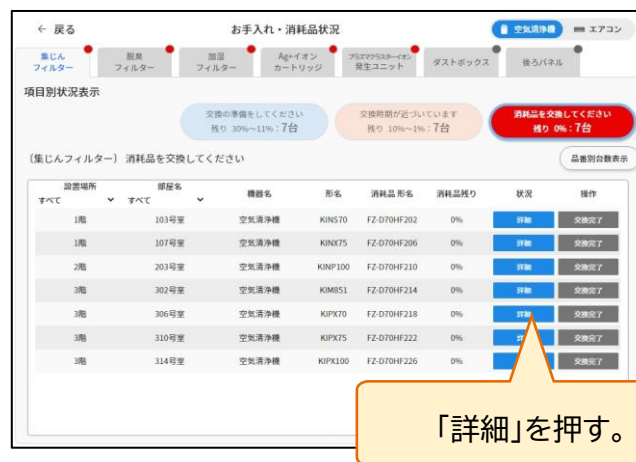 ← 戻る お手入れ・消耗品状況 空気清浄機 エアコン
集じん
フィルター
脱臭
フィルター
加湿
フィルター
Ag+イオン
カートリッジ
プラズマクラスターイオン
発生ユニット
ダストボックス
後ろパネル
項目別状況表示
交換の準備をしてください
残り 30%~11%:7台
交換時期が近づいています
残り 10%~1%:7台
消耗品を交換してください
残り 0%:7台
〔集じんフィルター〕 消耗品を交換してください 品番別台数表示
設置場所 部屋名 機器名 形名 消耗品 形名 消耗品残り 状況 操作
すべて すべて
1階 103号室 空気清浄機 KINS70 FZ-D70HF202 0% 詳細 交換完了
1階 107号室 空気清浄機 KINX75 FZ-D70HF206 0% 詳細 交換完了
2階 203号室 空気清浄機 KINP100 FZ-D70HF210 0% 詳細 交換完了
3階 302号室 空気清浄機 KIM851 FZ-D70HF214 0% 詳細 交換完了
3階 306号室 空気清浄機 KIPX70 FZ-D70HF218 0% 詳細 交換完了
3階 310号室 空気清浄機 KIPX75 FZ-D70HF222 0% 交換完了
3階 314号室 空気清浄機 KIPX100 FZ-D70HF226 0% 交換完了
「詳細」を押す。